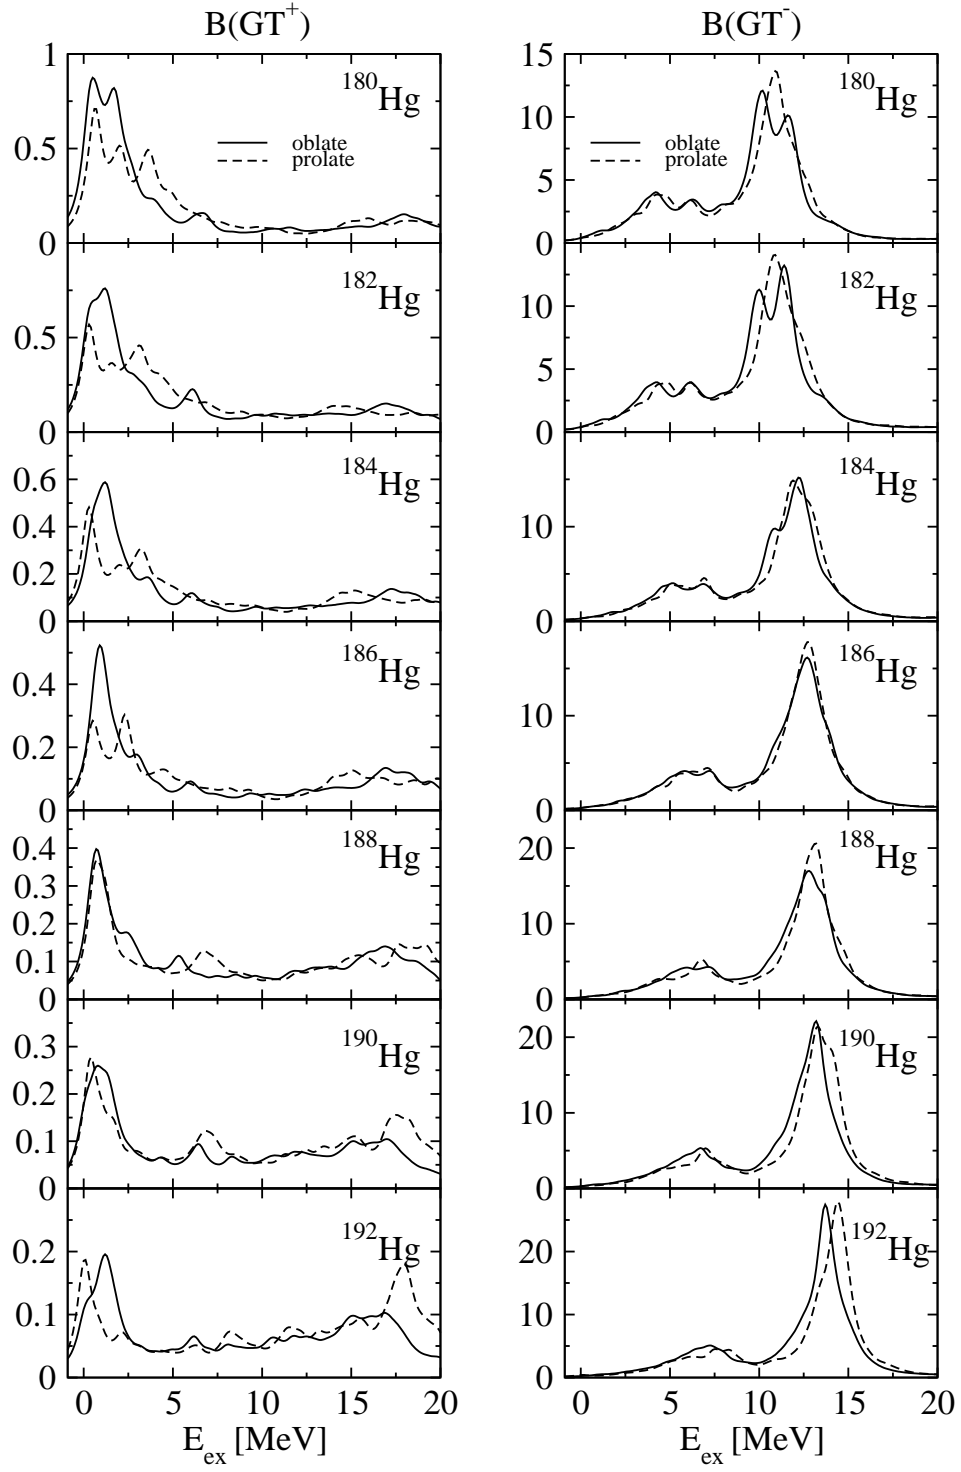 B(GT⁺) B(GT⁻)
1 15
¹⁸⁰Hg ¹⁸⁰Hg
oblate oblate
prolate prolate
10
0.5
5
0 0
¹⁸²Hg ¹⁸²Hg
10
0.5
5
0 0
¹⁸⁴Hg ¹⁸⁴Hg
0.6
0.4 10
0.2
0 0
¹⁸⁶Hg ¹⁸⁶Hg
0.4 10
0.2
0 0
¹⁸⁸Hg ¹⁸⁸Hg
0.4 20
0.3
0.2 10
0.1
0 0
¹⁹⁰Hg ¹⁹⁰Hg
0.3 20
0.2
0.1 10
0 0
¹⁹²Hg ¹⁹²Hg
0.2 20
0.1 10
0 0
0 5 10 15 20 0 5 10 15 20
E_ex [MeV] E_ex [MeV]